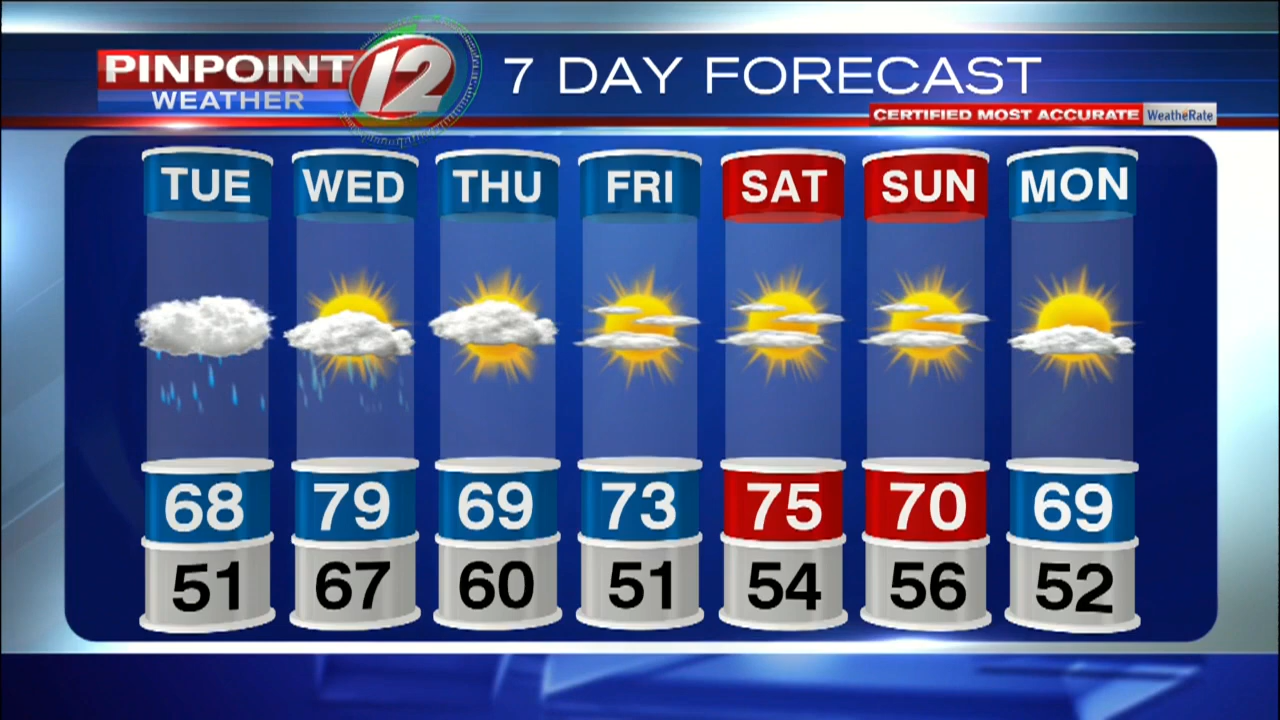 PINPOINT 12
WEATHER
7 DAY FORECAST
CERTIFIED MOST ACCURATE WeatheRate
TUE WED THU FRI SAT SUN MON
68 79 69 73 75 70 69
51 67 60 51 54 56 52